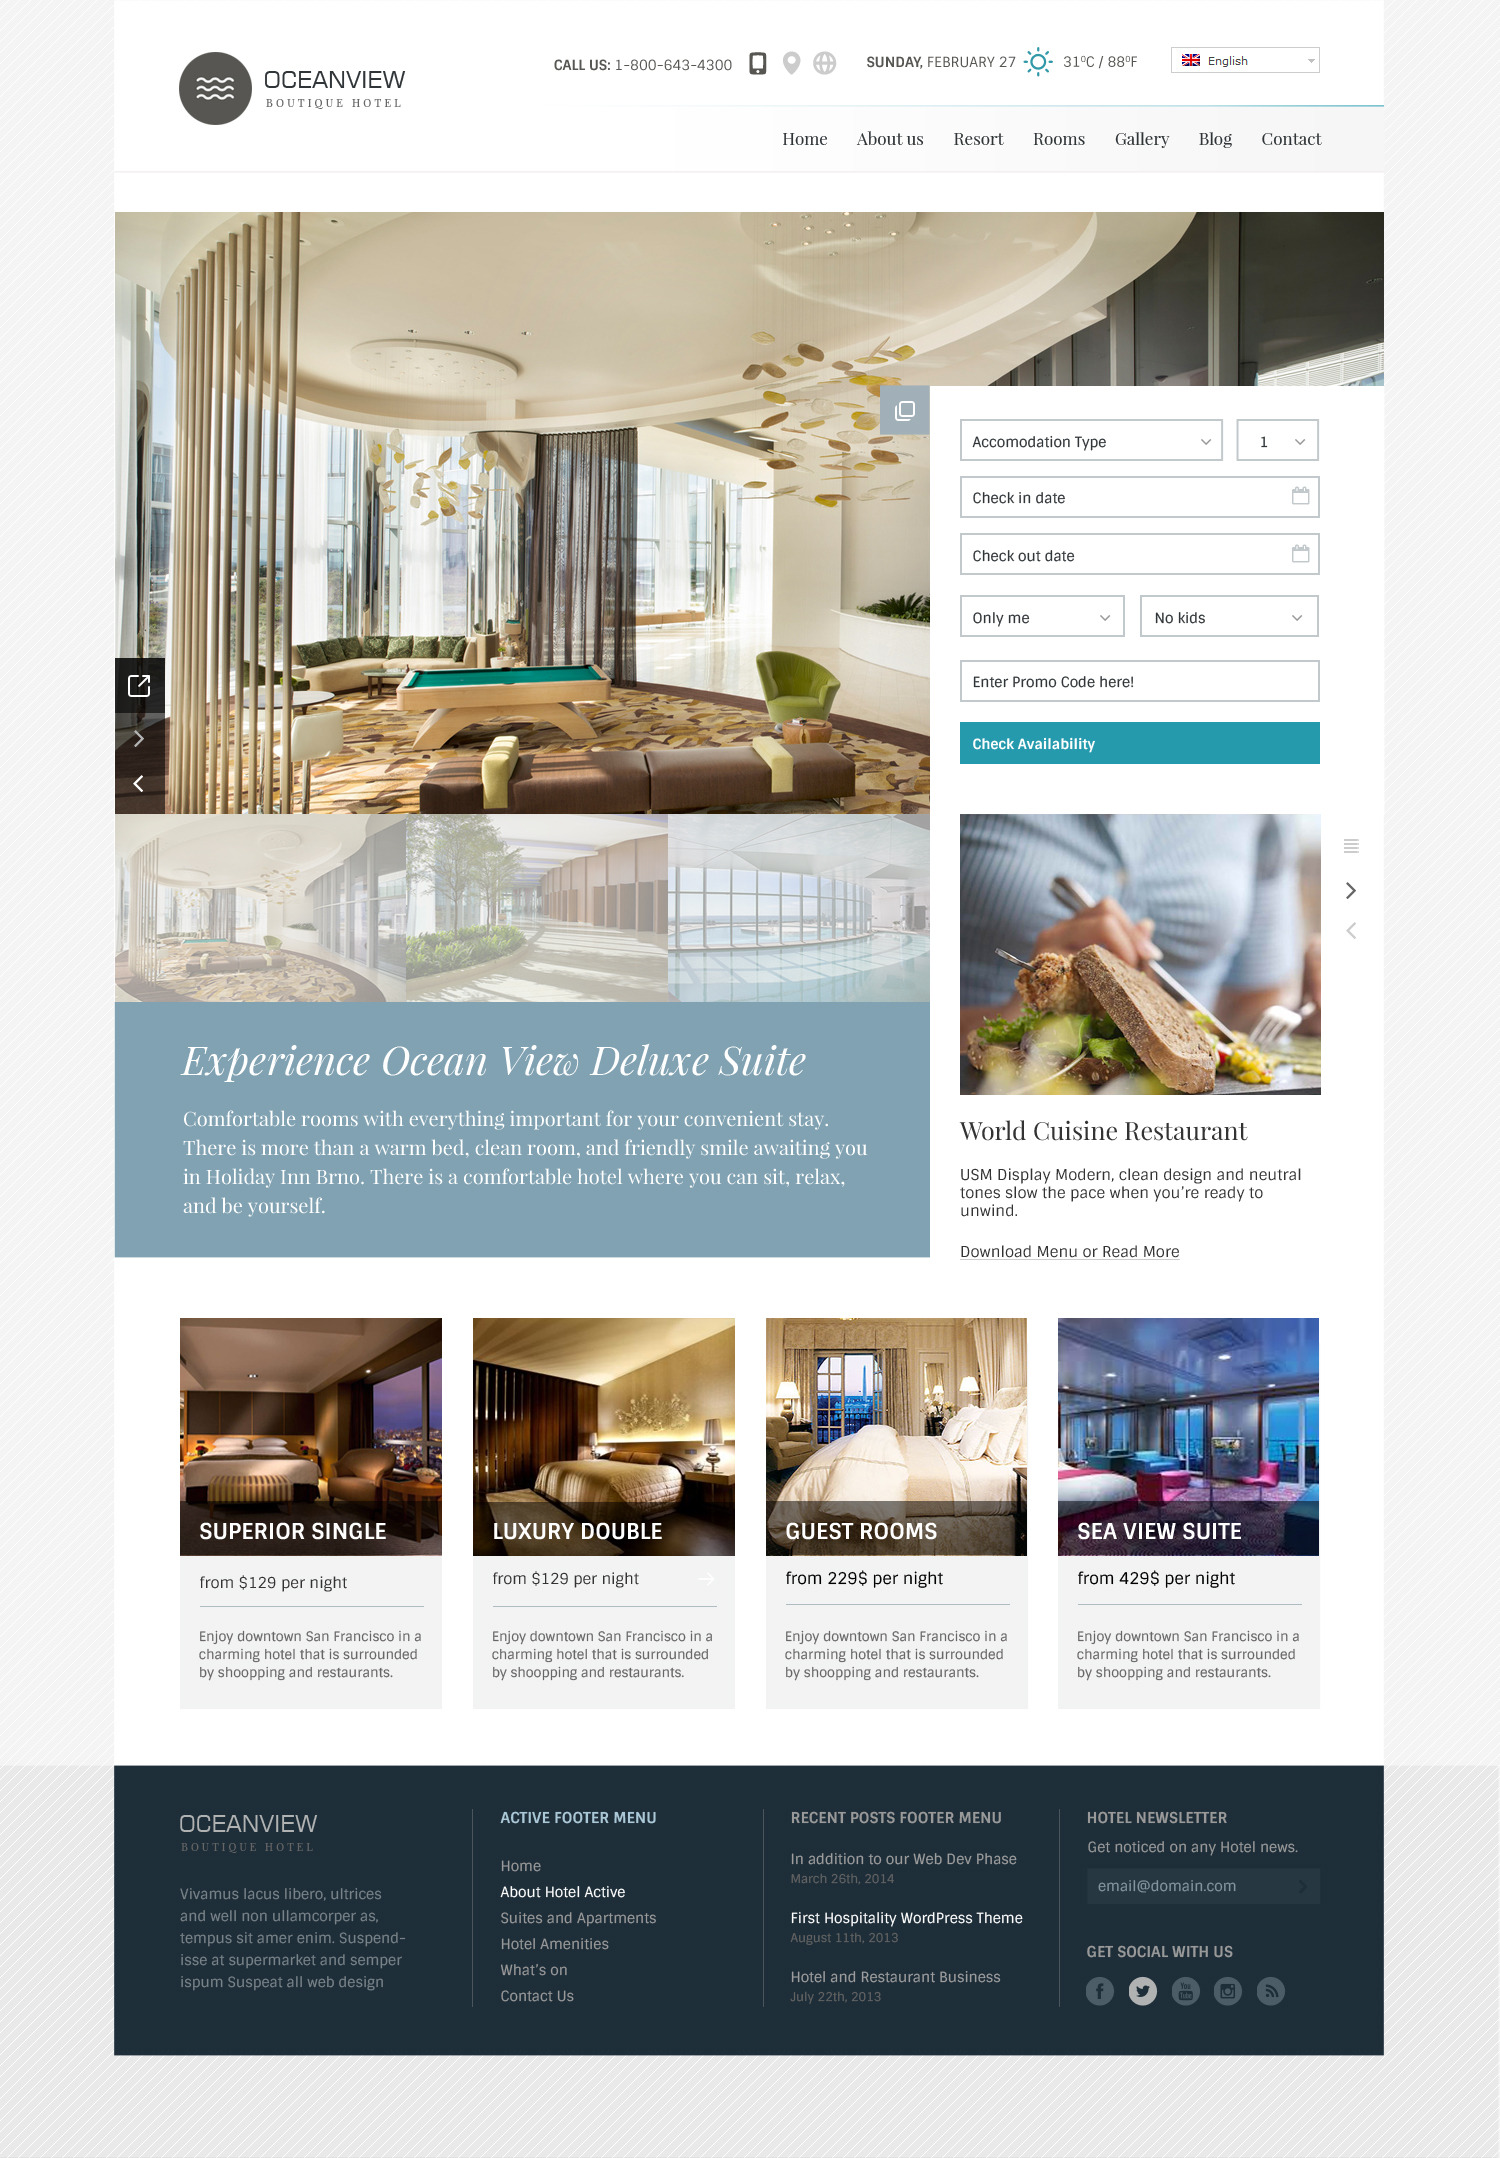 OCEANVIEW
BOUTIQUE HOTEL
CALL US: 1-800-643-4300
SUNDAY, FEBRUARY 27
31ºC / 88ºF
English
Home About us Resort Rooms Gallery Blog Contact
Accomodation Type
1
Check in date
Check out date
Only me
No kids
Enter Promo Code here!
Check Availability
Experience Ocean View Deluxe Suite
Comfortable rooms with everything important for your convenient stay.
There is more than a warm bed, clean room, and friendly smile awaiting you
in Holiday Inn Brno. There is a comfortable hotel where you can sit, relax,
and be yourself.
World Cuisine Restaurant
USM Display Modern, clean design and neutral
tones slow the pace when you’re ready to
unwind.
Download Menu or Read More
SUPERIOR SINGLE
from $129 per night
Enjoy downtown San Francisco in a
charming hotel that is surrounded
by shoopping and restaurants.
LUXURY DOUBLE
from $129 per night
Enjoy downtown San Francisco in a
charming hotel that is surrounded
by shoopping and restaurants.
GUEST ROOMS
from 229$ per night
Enjoy downtown San Francisco in a
charming hotel that is surrounded
by shoopping and restaurants.
SEA VIEW SUITE
from 429$ per night
Enjoy downtown San Francisco in a
charming hotel that is surrounded
by shoopping and restaurants.
OCEANVIEW
BOUTIQUE HOTEL
Vivamus lacus libero, ultrices
and well non ullamcorper as,
tempus sit amer enim. Suspend-
isse at supermarket and semper
ispum Suspeat all web design
ACTIVE FOOTER MENU
Home
About Hotel Active
Suites and Apartments
Hotel Amenities
What’s on
Contact Us
RECENT POSTS FOOTER MENU
In addition to our Web Dev Phase
March 26th, 2014
First Hospitality WordPress Theme
August 11th, 2013
Hotel and Restaurant Business
July 22th, 2013
HOTEL NEWSLETTER
Get noticed on any Hotel news.
email@domain.com
GET SOCIAL WITH US
You
Tube